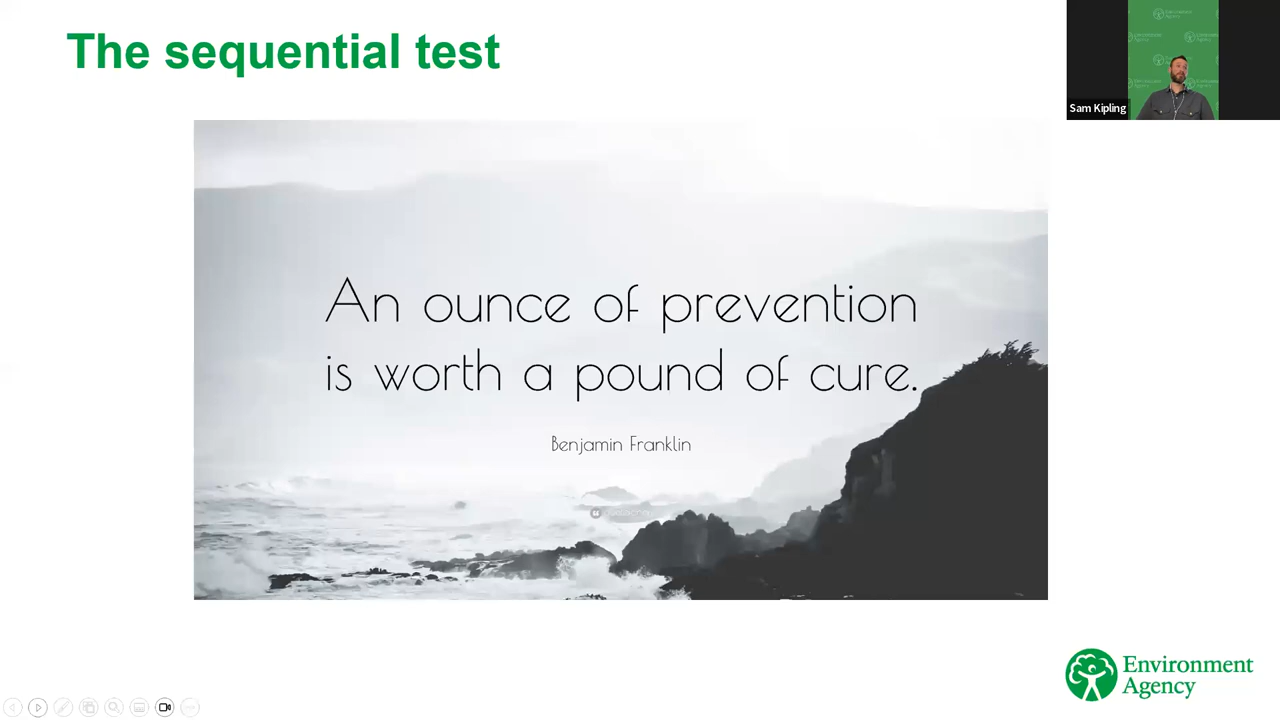 The sequential test
Sam Kipling
An ounce of prevention
is worth a pound of cure.
Benjamin Franklin
Environment
Agency